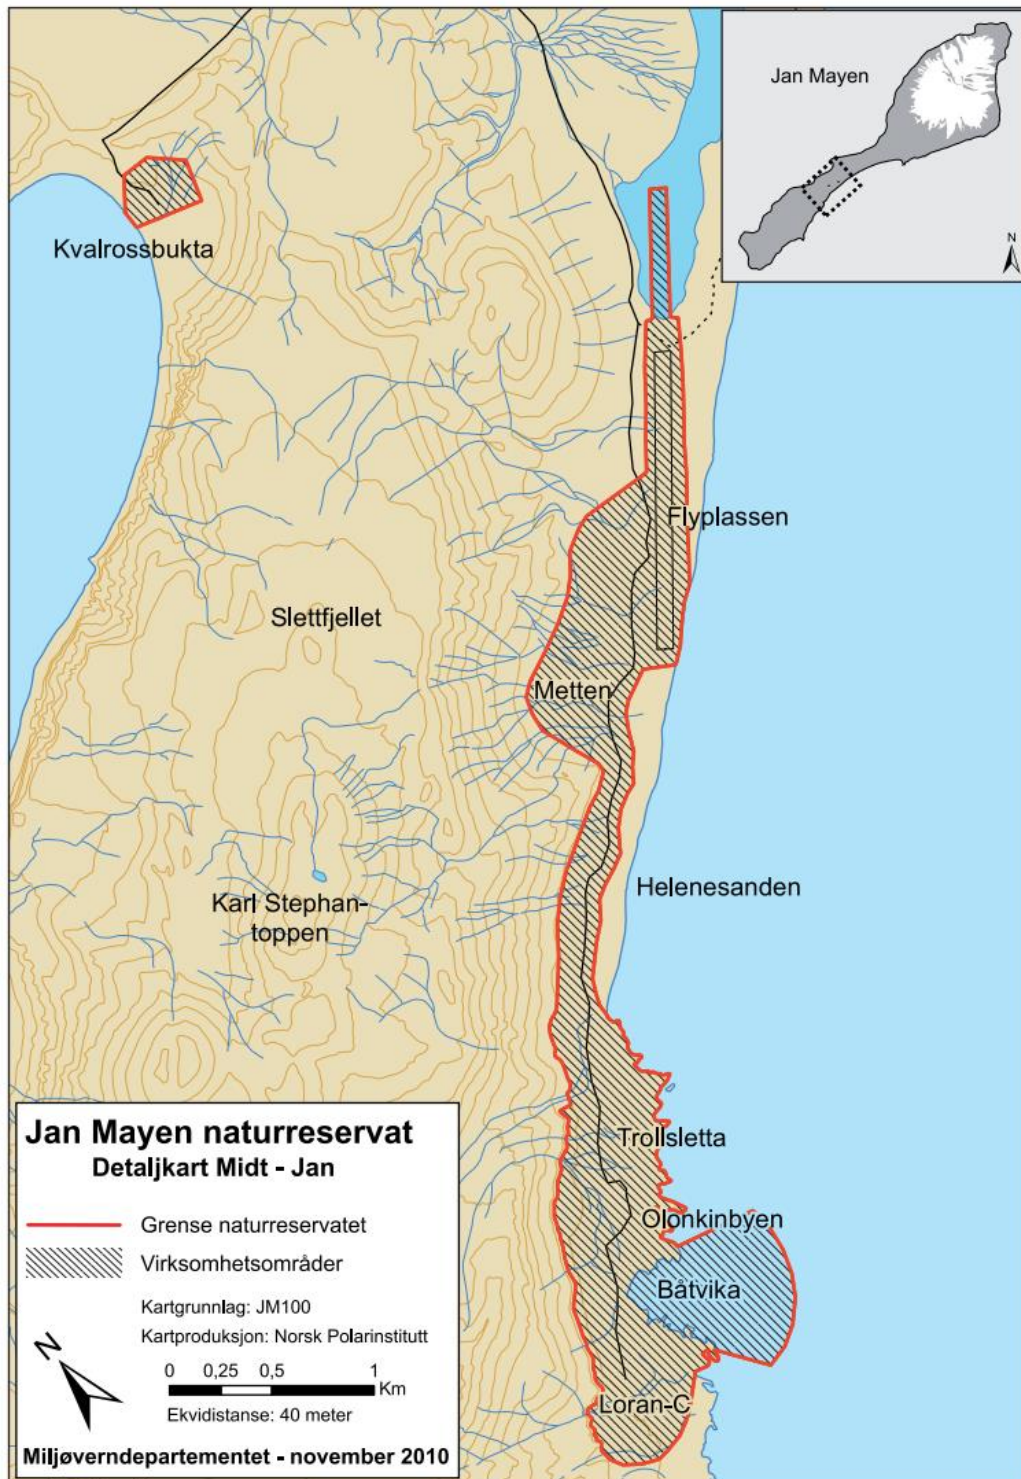 Jan Mayen
N
Kvalrossbukta
Flyplassen
Slettfjellet
Metten
Helenesanden
Karl Stephan-
toppen
Trollsletta
Olonkinbyen
Båtvika
Loran-C
Jan Mayen naturreservat
Detaljkart Midt - Jan
Grense naturreservatet
Virksomhetsområder
Kartgrunnlag: JM100
Kartproduksjon: Norsk Polarinstitutt
N
0 0,25 0,5 1
Km
Ekvidistanse: 40 meter
Miljøverndepartementet - november 2010